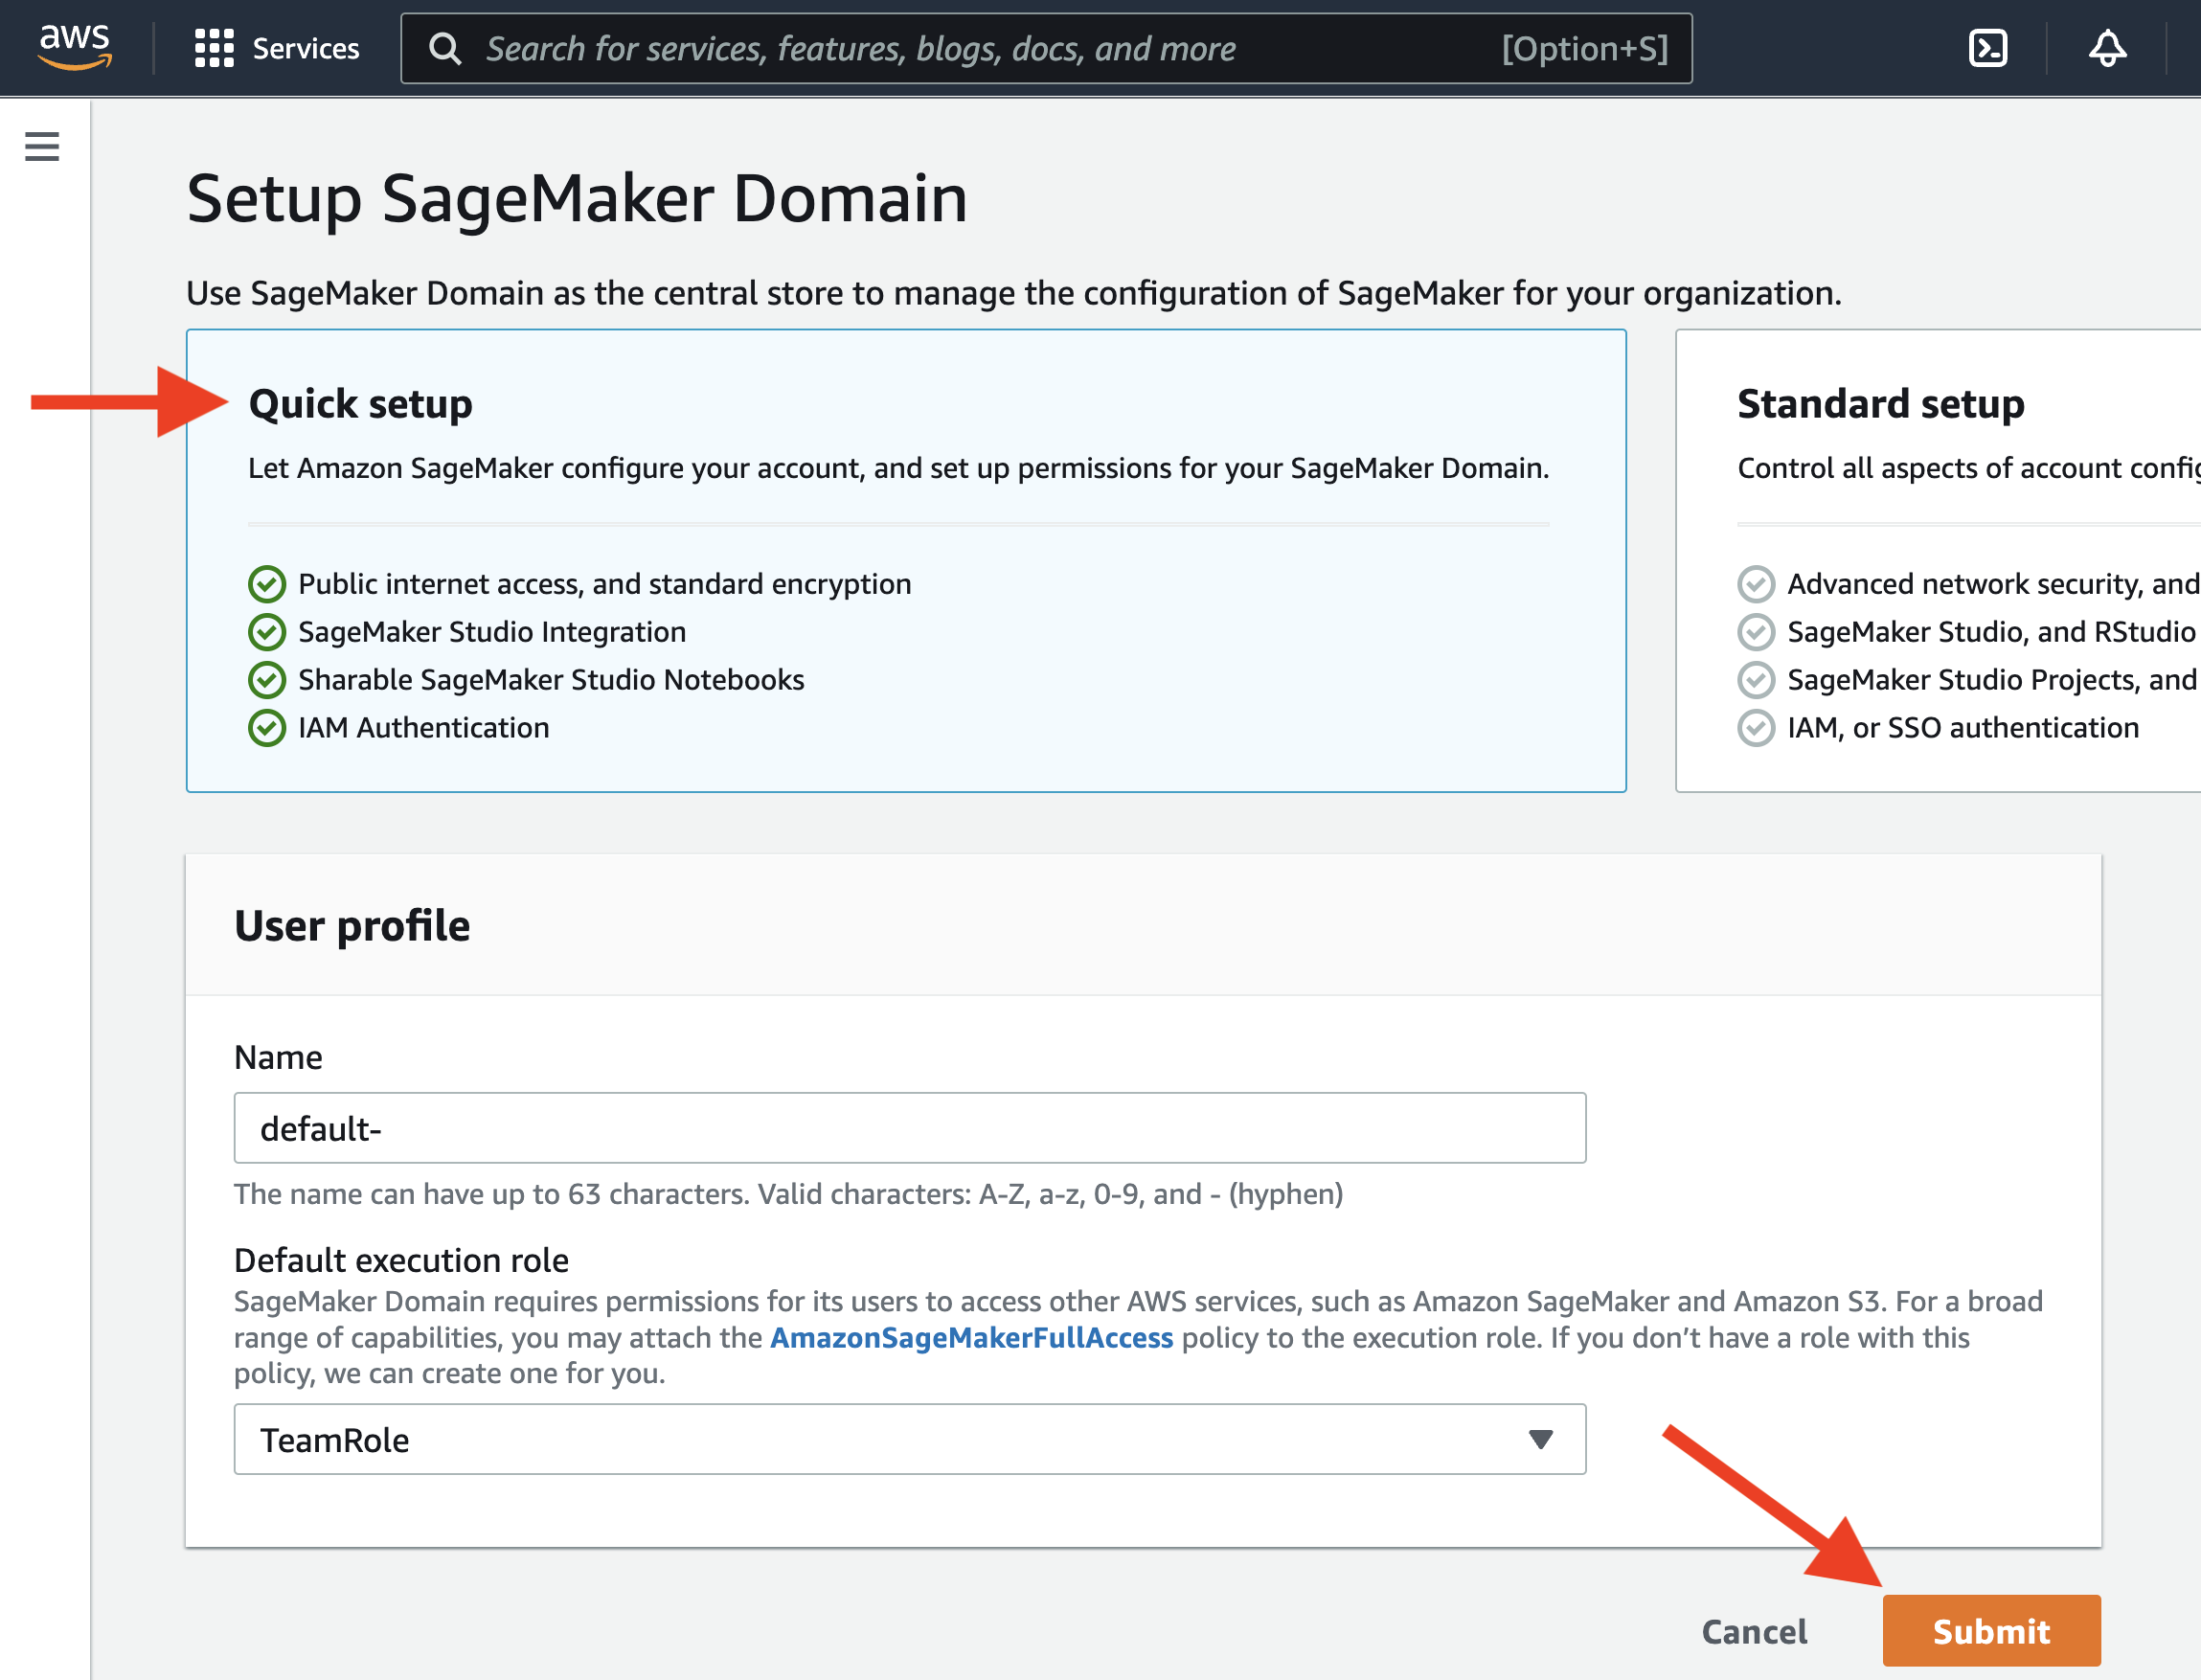 aws
Services
Search for services, features, blogs, docs, and more
[Option+S]
Setup SageMaker Domain
Use SageMaker Domain as the central store to manage the configuration of SageMaker for your organization.
Quick setup
Let Amazon SageMaker configure your account, and set up permissions for your SageMaker Domain.
Public internet access, and standard encryption
SageMaker Studio Integration
Sharable SageMaker Studio Notebooks
IAM Authentication
Standard setup
Control all aspects of account config
Advanced network security, and
SageMaker Studio, and RStudio
SageMaker Studio Projects, and
IAM, or SSO authentication
User profile
Name
default-
The name can have up to 63 characters. Valid characters: A-Z, a-z, 0-9, and - (hyphen)
Default execution role
SageMaker Domain requires permissions for its users to access other AWS services, such as Amazon SageMaker and Amazon S3. For a broad
range of capabilities, you may attach the AmazonSageMakerFullAccess policy to the execution role. If you don’t have a role with this
policy, we can create one for you.
TeamRole
Cancel
Submit